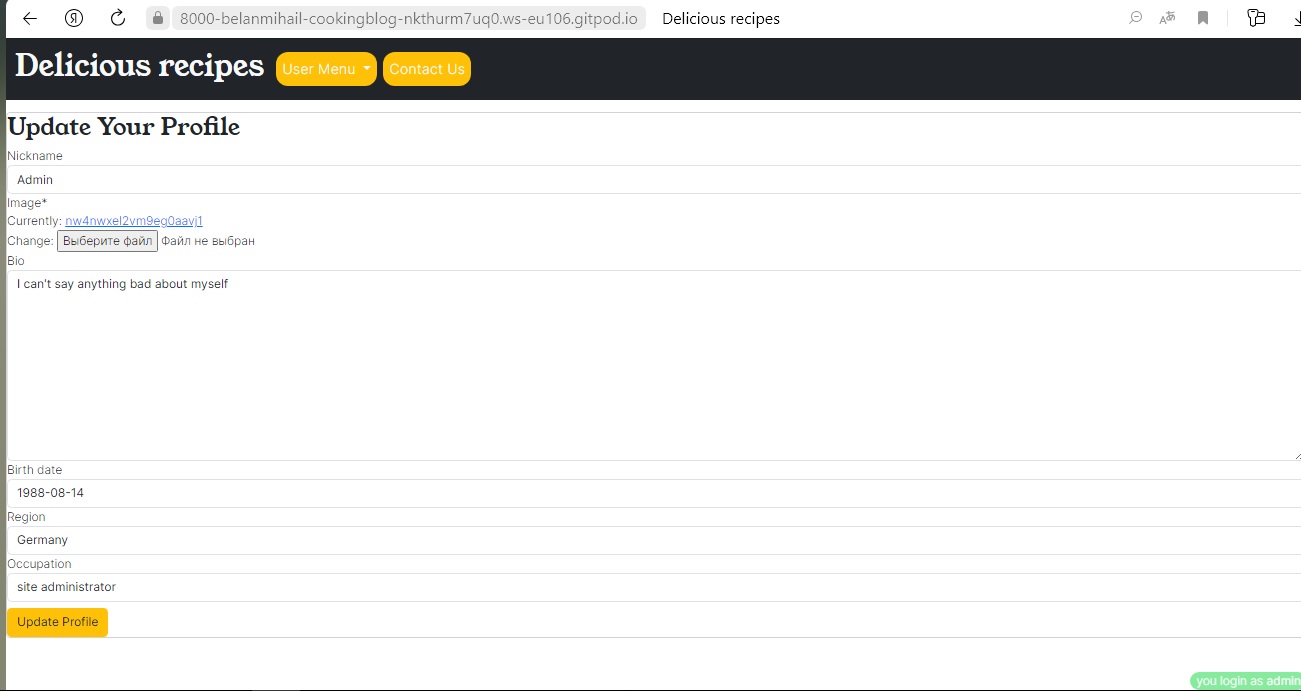 8000-belanmihail-cookingblog-nkthurm7uq0.ws-eu106.gitpod.io Delicious recipes
Delicious recipes User Menu Contact Us
Update Your Profile
Nickname
Admin
Image*
Currently: nw4nwxel2vm9eg0aavj1
Change: Выберите файл Файл не выбран
Bio
I can't say anything bad about myself
Birth date
1988-08-14
Region
Germany
Occupation
site administrator
Update Profile
you login as admin